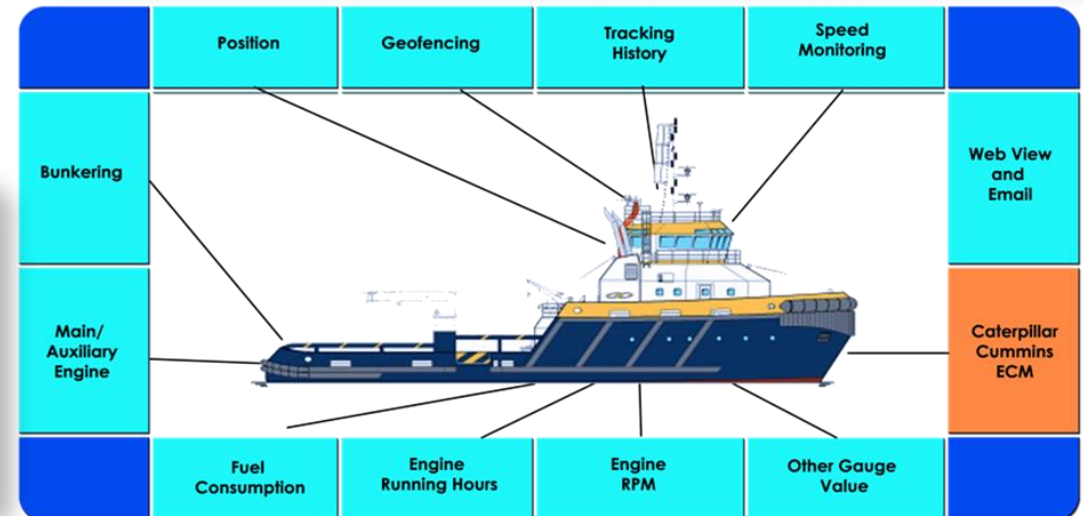 Position
Geofencing
Tracking
History
Speed
Monitoring
Bunkering
Web View
and
Email
Main/
Auxiliary
Engine
Caterpillar
Cummins
ECM
Fuel
Consumption
Engine
Running Hours
Engine
RPM
Other Gauge
Value